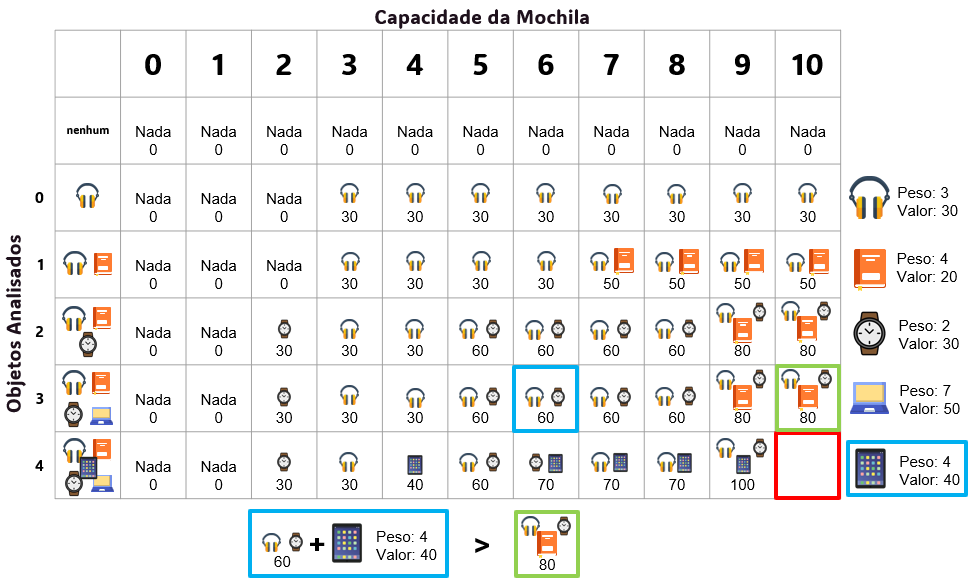 Capacidade da Mochila
0 1 2 3 4 5 6 7 8 9 10
Objetos Analisados
nenhum Nada Nada Nada Nada Nada Nada Nada Nada Nada Nada Nada
0 0 0 0 0 0 0 0 0 0 0
0 Nada Nada Nada
0 0 0 30 30 30 30 30 30 30 30
Peso: 3
Valor: 30
1 Nada Nada Nada
0 0 0 30 30 30 30 50 50 50 50
Peso: 4
Valor: 20
2 Nada Nada
0 0 30 30 30 60 60 60 60 80 80
Peso: 2
Valor: 30
3 Nada Nada
0 0 30 30 30 60 60 60 60 80 80
Peso: 7
Valor: 50
4 Nada Nada
0 0 30 30 40 60 70 70 70 100
Peso: 4
Valor: 40
60 + Peso: 4
Valor: 40
>
80